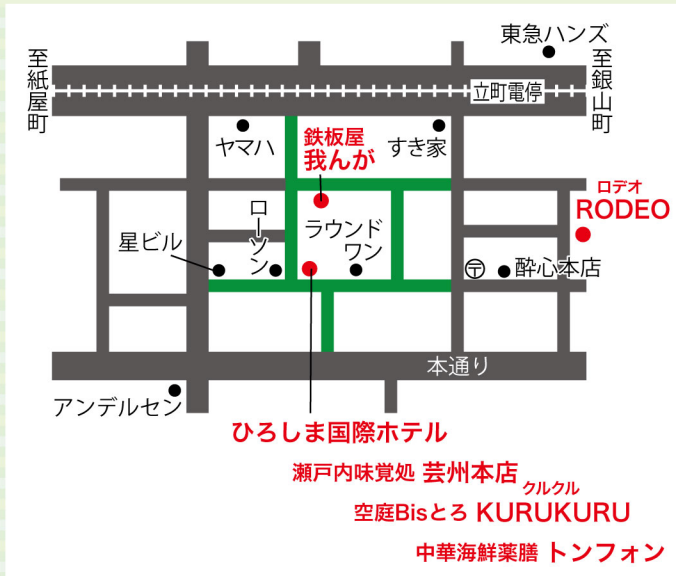 東急ハンズ
至紙屋町
至銀山町
立町電停
ヤマハ
鉄板屋
我んが
すき家
ロデオ
RODEO
ローソン
ラウンド
ワン
星ビル
〒
酔心本店
本通り
アンデルセン
ひろしま国際ホテル
瀬戸内味覚処 芸州本店
クルクル
空庭Bisとろ KURUKURU
中華海鮮薬膳 トンフォン